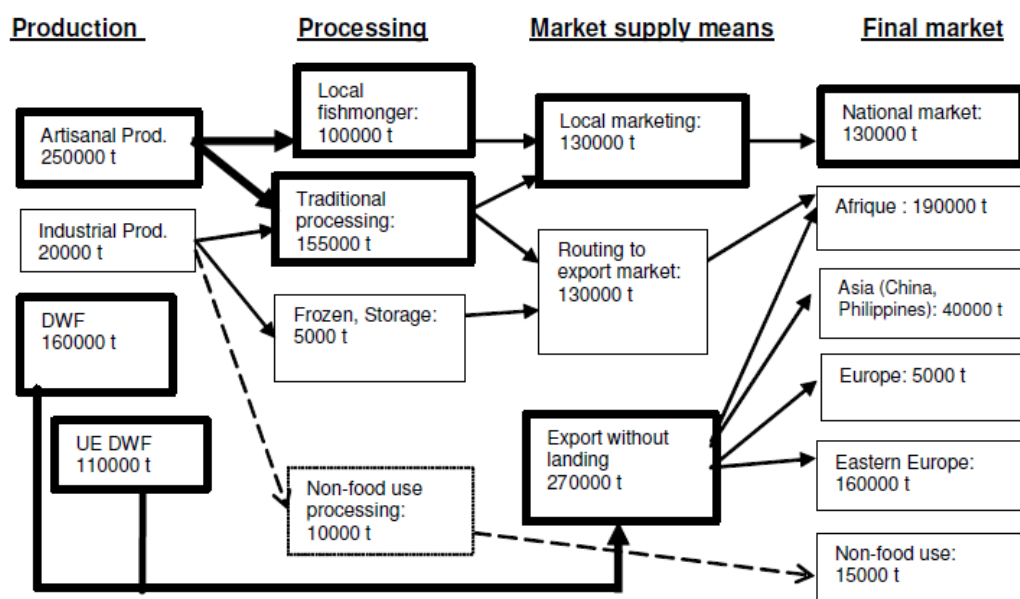 Production
Processing
Market supply means
Final market
Artisanal Prod.
250000 t
Industrial Prod.
20000 t
DWF
160000 t
UE DWF
110000 t
Local
fishmonger:
100000 t
Traditional
processing:
155000 t
Frozen, Storage:
5000 t
Non-food use
processing:
10000 t
Local marketing:
130000 t
Routing to
export market:
130000 t
Export without
landing
270000 t
National market:
130000 t
Afrique : 190000 t
Asia (China,
Philippines): 40000 t
Europe: 5000 t
Eastern Europe:
160000 t
Non-food use:
15000 t